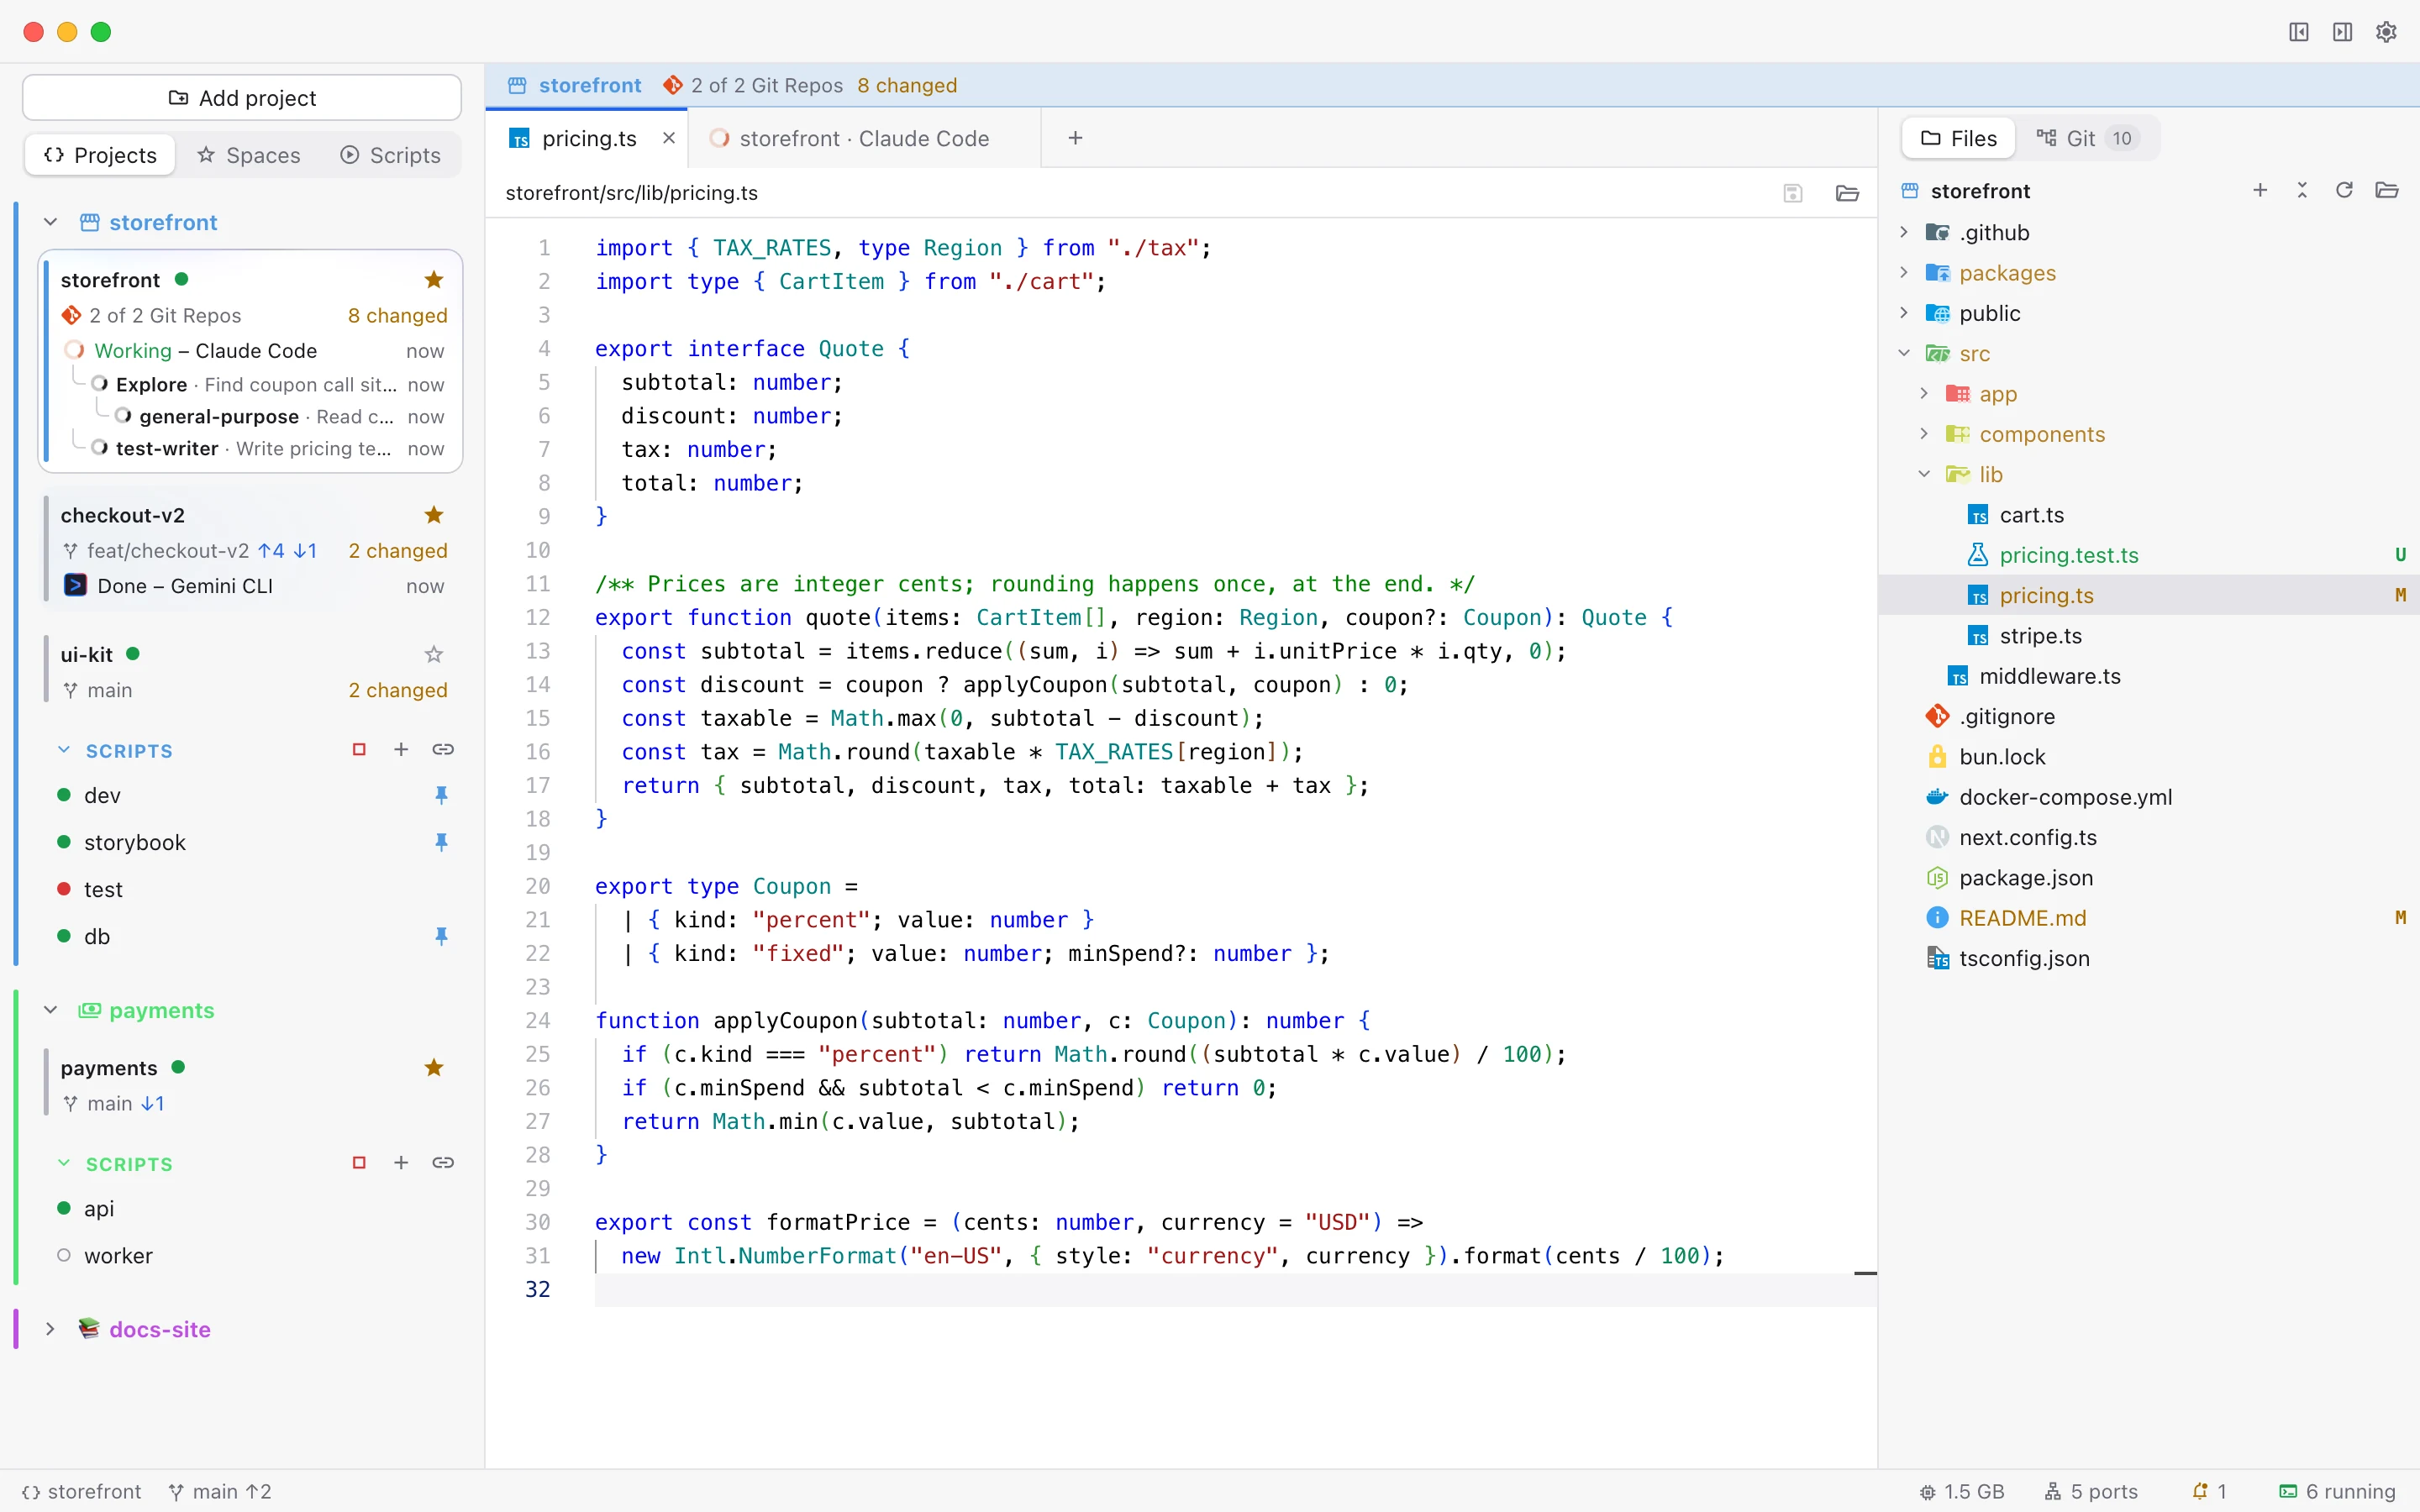 Add project
Projects
Spaces
Scripts
storefront
storefront
2 of 2 Git Repos
8 changed
Working – Claude Code
now
Explore · Find coupon call sit...
now
general-purpose · Read c...
now
test-writer · Write pricing te...
now
checkout-v2
feat/checkout-v2 ↑4 ↓1
2 changed
Done – Gemini CLI
now
ui-kit
main
2 changed
SCRIPTS
dev
storybook
test
db
payments
payments
main ↓1
SCRIPTS
api
worker
docs-site
storefront
2 of 2 Git Repos
8 changed
pricing.ts
storefront · Claude Code
storefront/src/lib/pricing.ts
1 import { TAX_RATES, type Region } from "./tax";
2 import type { CartItem } from "./cart";
3
4 export interface Quote {
5 subtotal: number;
6 discount: number;
7 tax: number;
8 total: number;
9 }
10
11 /** Prices are integer cents; rounding happens once, at the end. */
12 export function quote(items: CartItem[], region: Region, coupon?: Coupon): Quote {
13 const subtotal = items.reduce((sum, i) => sum + i.unitPrice * i.qty, 0);
14 const discount = coupon ? applyCoupon(subtotal, coupon) : 0;
15 const taxable = Math.max(0, subtotal - discount);
16 const tax = Math.round(taxable * TAX_RATES[region]);
17 return { subtotal, discount, tax, total: taxable + tax };
18 }
19
20 export type Coupon =
21 | { kind: "percent"; value: number }
22 | { kind: "fixed"; value: number; minSpend?: number };
23
24 function applyCoupon(subtotal: number, c: Coupon): number {
25 if (c.kind === "percent") return Math.round((subtotal * c.value) / 100);
26 if (c.minSpend && subtotal < c.minSpend) return 0;
27 return Math.min(c.value, subtotal);
28 }
29
30 export const formatPrice = (cents: number, currency = "USD") =>
31 new Intl.NumberFormat("en-US", { style: "currency", currency }).format(cents / 100);
32
Files
Git 10
storefront
.github
packages
public
src
app
components
lib
cart.ts
pricing.test.ts U
pricing.ts M
stripe.ts
middleware.ts
.gitignore
bun.lock
docker-compose.yml
next.config.ts
package.json
README.md M
tsconfig.json
storefront
main ↑2
1.5 GB
5 ports
1
6 running